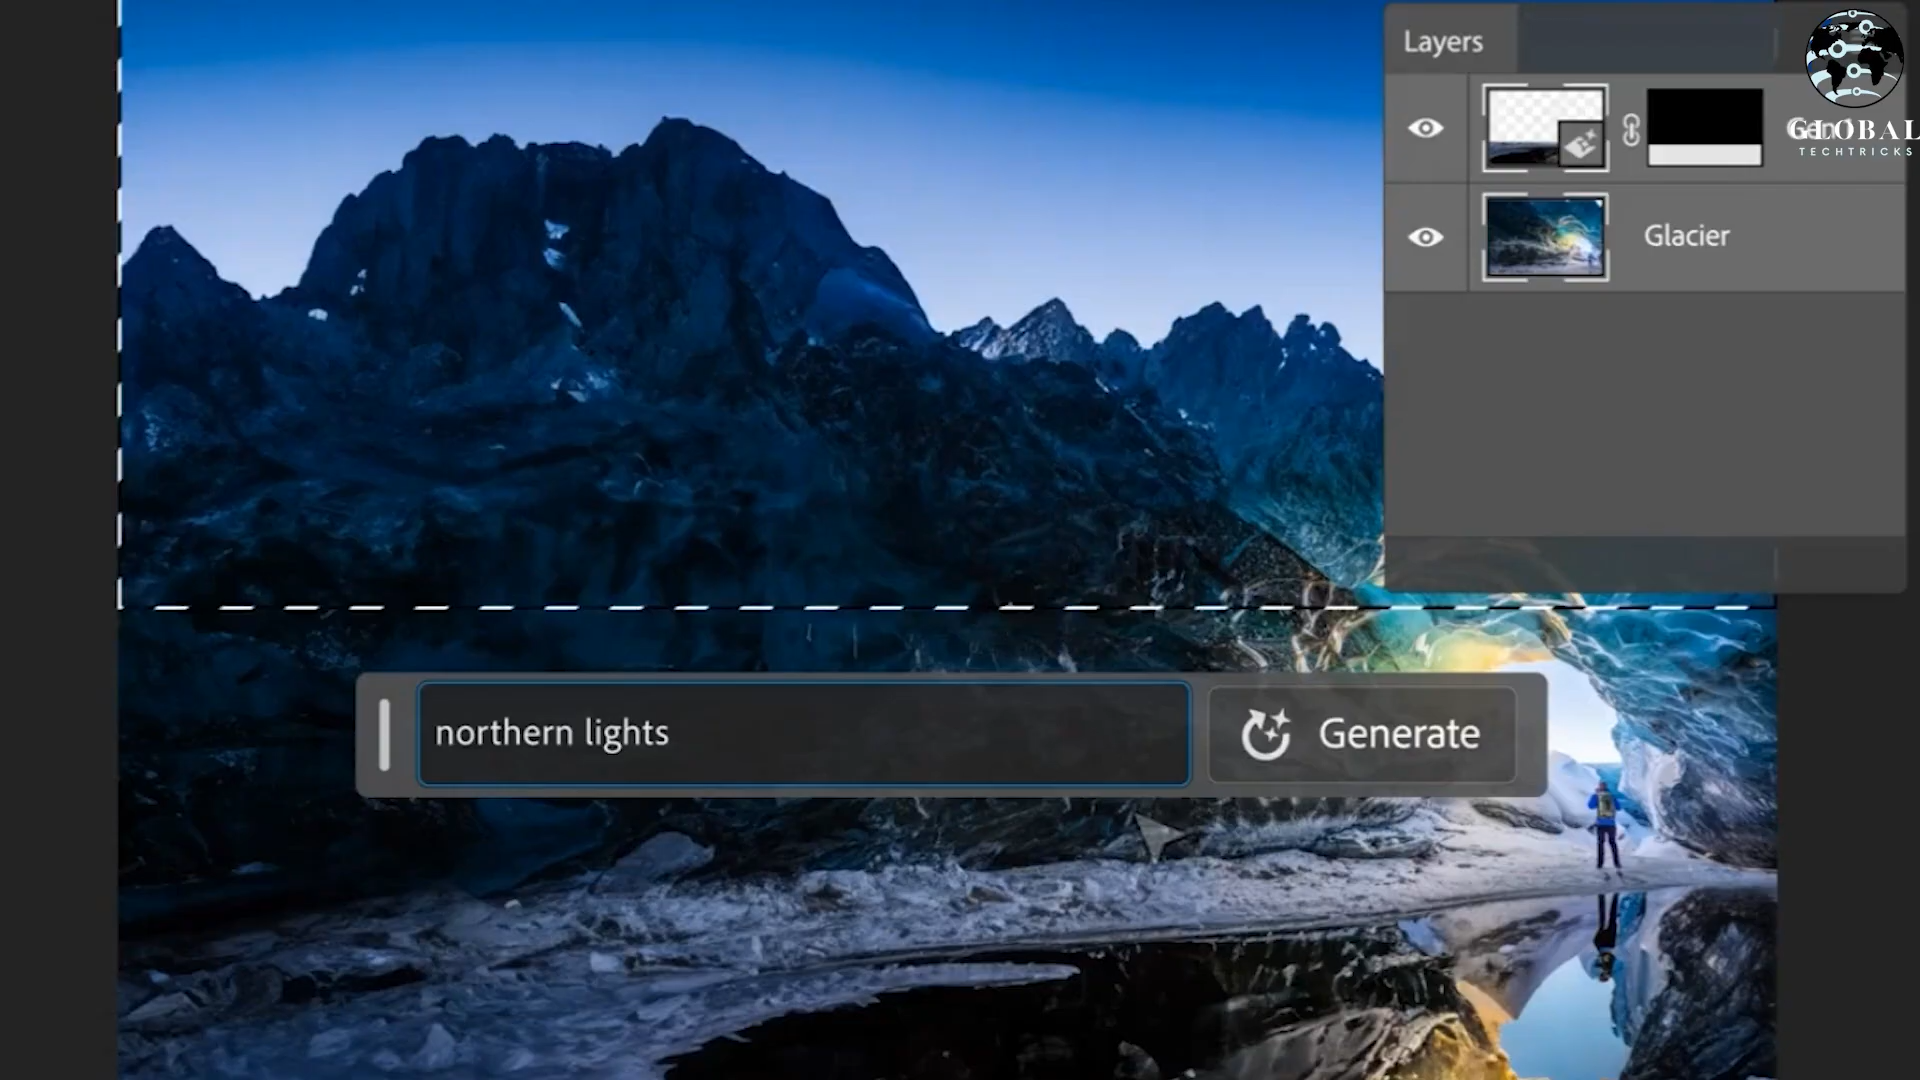 Layers
GLOBAL
TECHTRICKS
Glacier
northern lights
Generate